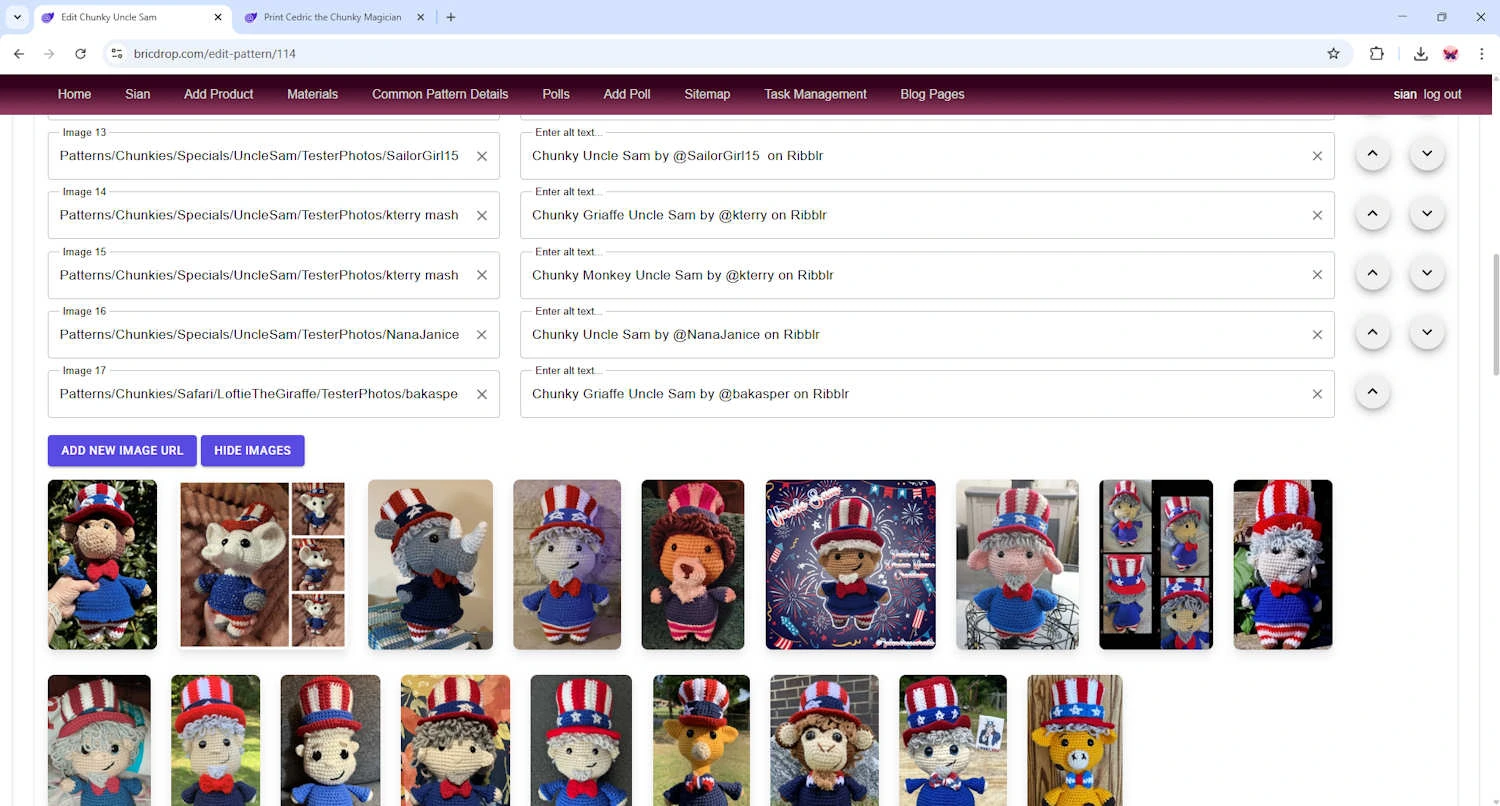 Edit Chunky Uncle Sam
Print Cedric the Chunky Magician
bricdrop.com/edit-pattern/114
Home Sian Add Product Materials Common Pattern Details Polls Add Poll Sitemap Task Management Blog Pages sian log out
Image 13 Enter alt text...
Patterns/Chunkies/Specials/UncleSam/TesterPhotos/SailorGirl15 Chunky Uncle Sam by @SailorGirl15 on Ribblr
Image 14 Enter alt text...
Patterns/Chunkies/Specials/UncleSam/TesterPhotos/kterry mash Chunky Griaffe Uncle Sam by @kterry on Ribblr
Image 15 Enter alt text...
Patterns/Chunkies/Specials/UncleSam/TesterPhotos/kterry mash Chunky Monkey Uncle Sam by @kterry on Ribblr
Image 16 Enter alt text...
Patterns/Chunkies/Specials/UncleSam/TesterPhotos/NanaJanice Chunky Uncle Sam by @NanaJanice on Ribblr
Image 17 Enter alt text...
Patterns/Chunkies/Safari/LoftieTheGiraffe/TesterPhotos/bakaspe Chunky Griaffe Uncle Sam by @bakasper on Ribblr
ADD NEW IMAGE URL HIDE IMAGES
Uncle Sam